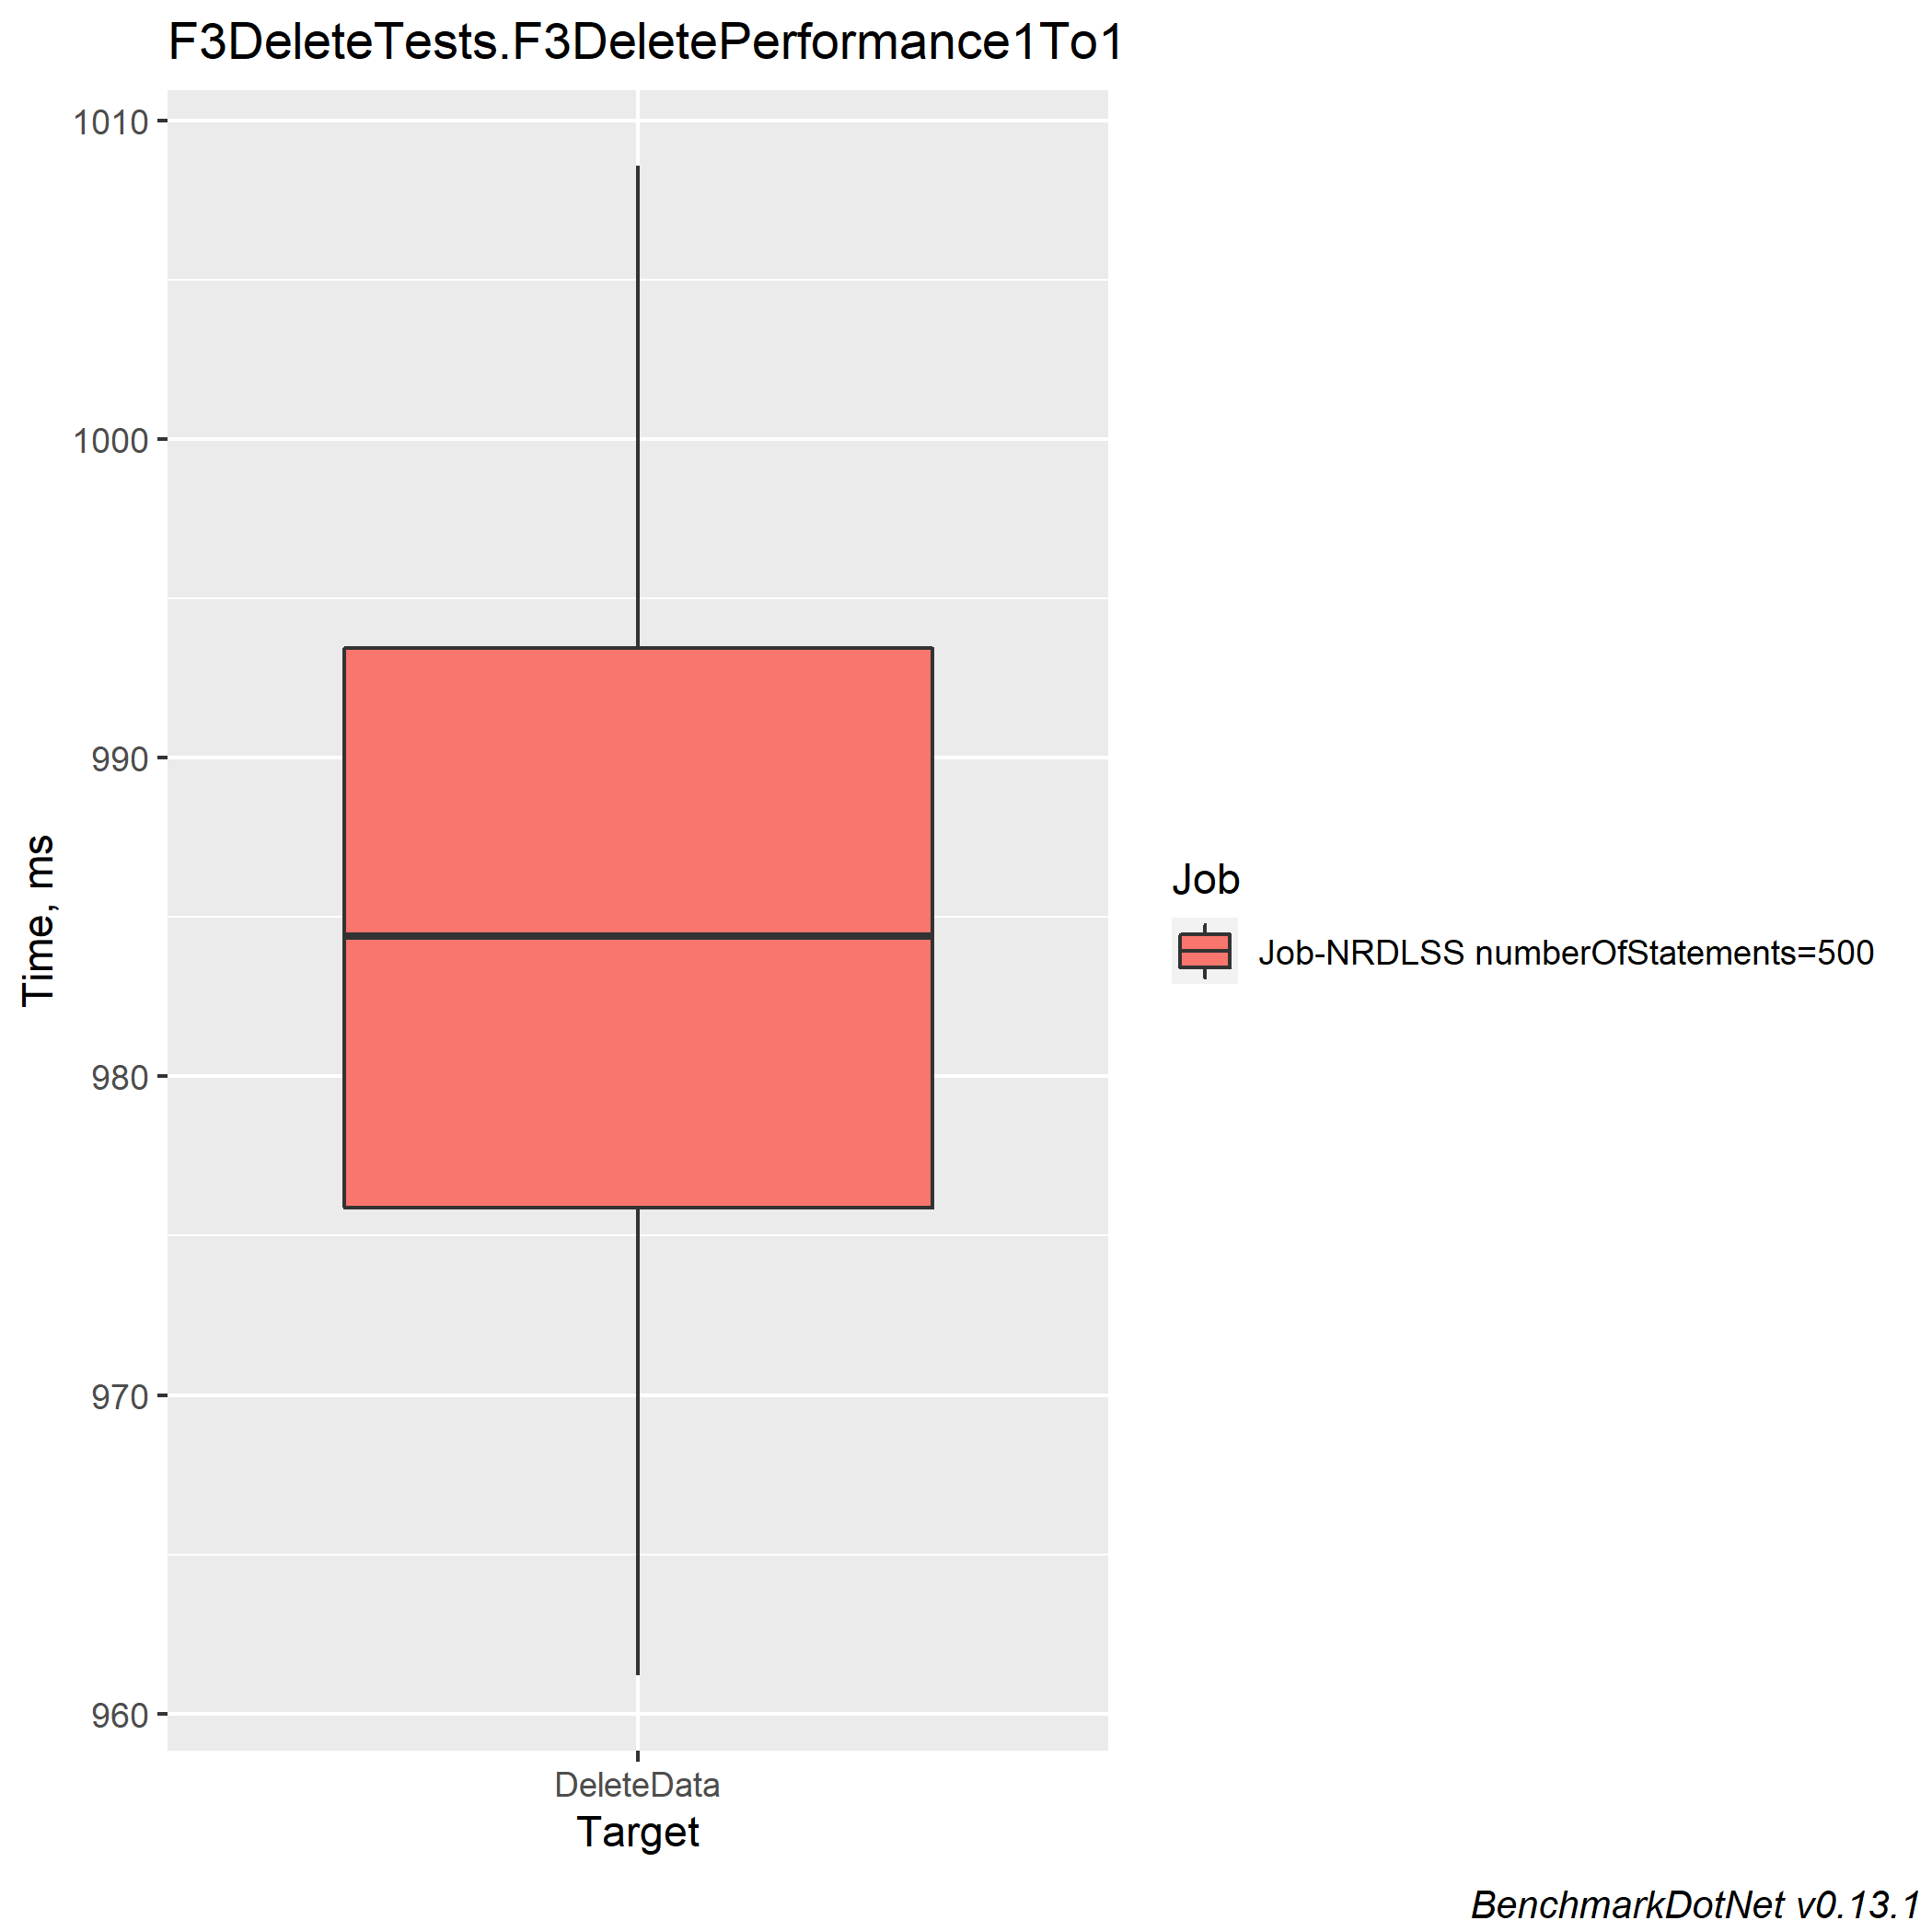 F3DeleteTests.F3DeletePerformance1To1
1010
1000
990
980
970
960
Time, ms
DeleteData
Target
Job
Job-NRDLSS numberOfStatements=500
BenchmarkDotNet v0.13.1